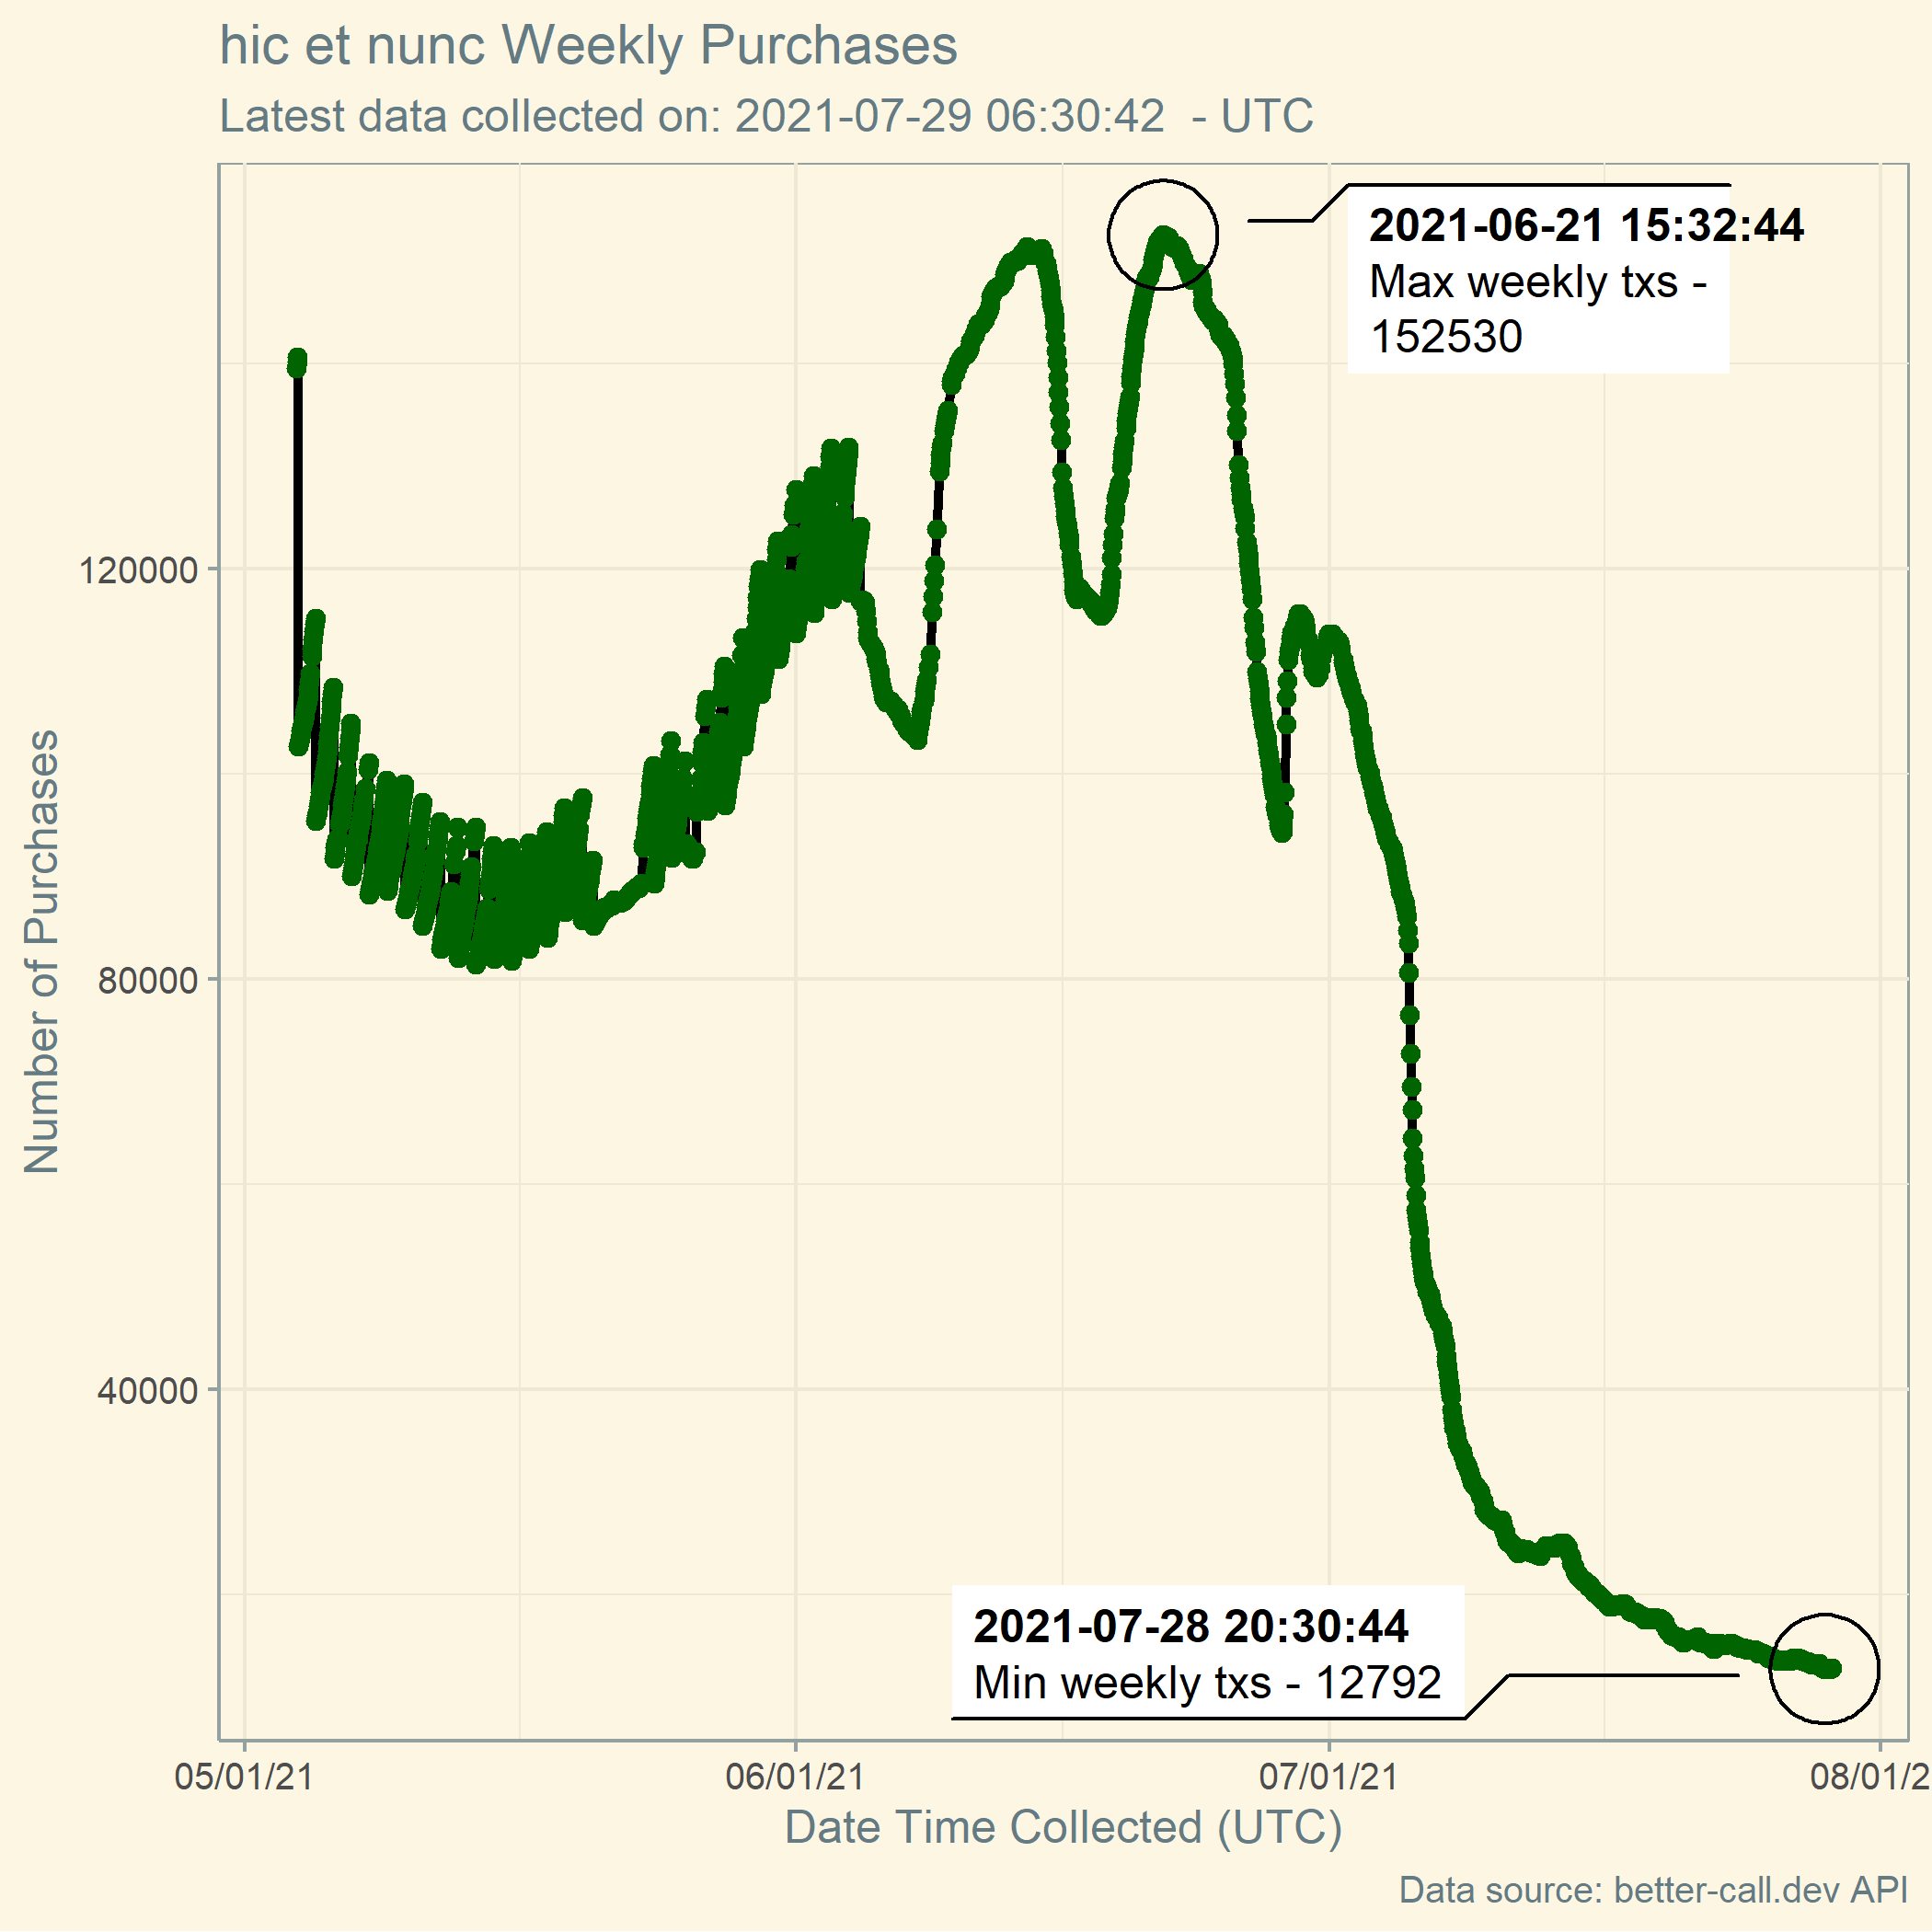 hic et nunc Weekly Purchases
Latest data collected on: 2021-07-29 06:30:42 - UTC
2021-06-21 15:32:44
Max weekly txs -
152530
120000
80000
40000
Number of Purchases
2021-07-28 20:30:44
Min weekly txs - 12792
05/01/21 06/01/21 07/01/21 08/01/2
Date Time Collected (UTC)
Data source: better-call.dev API